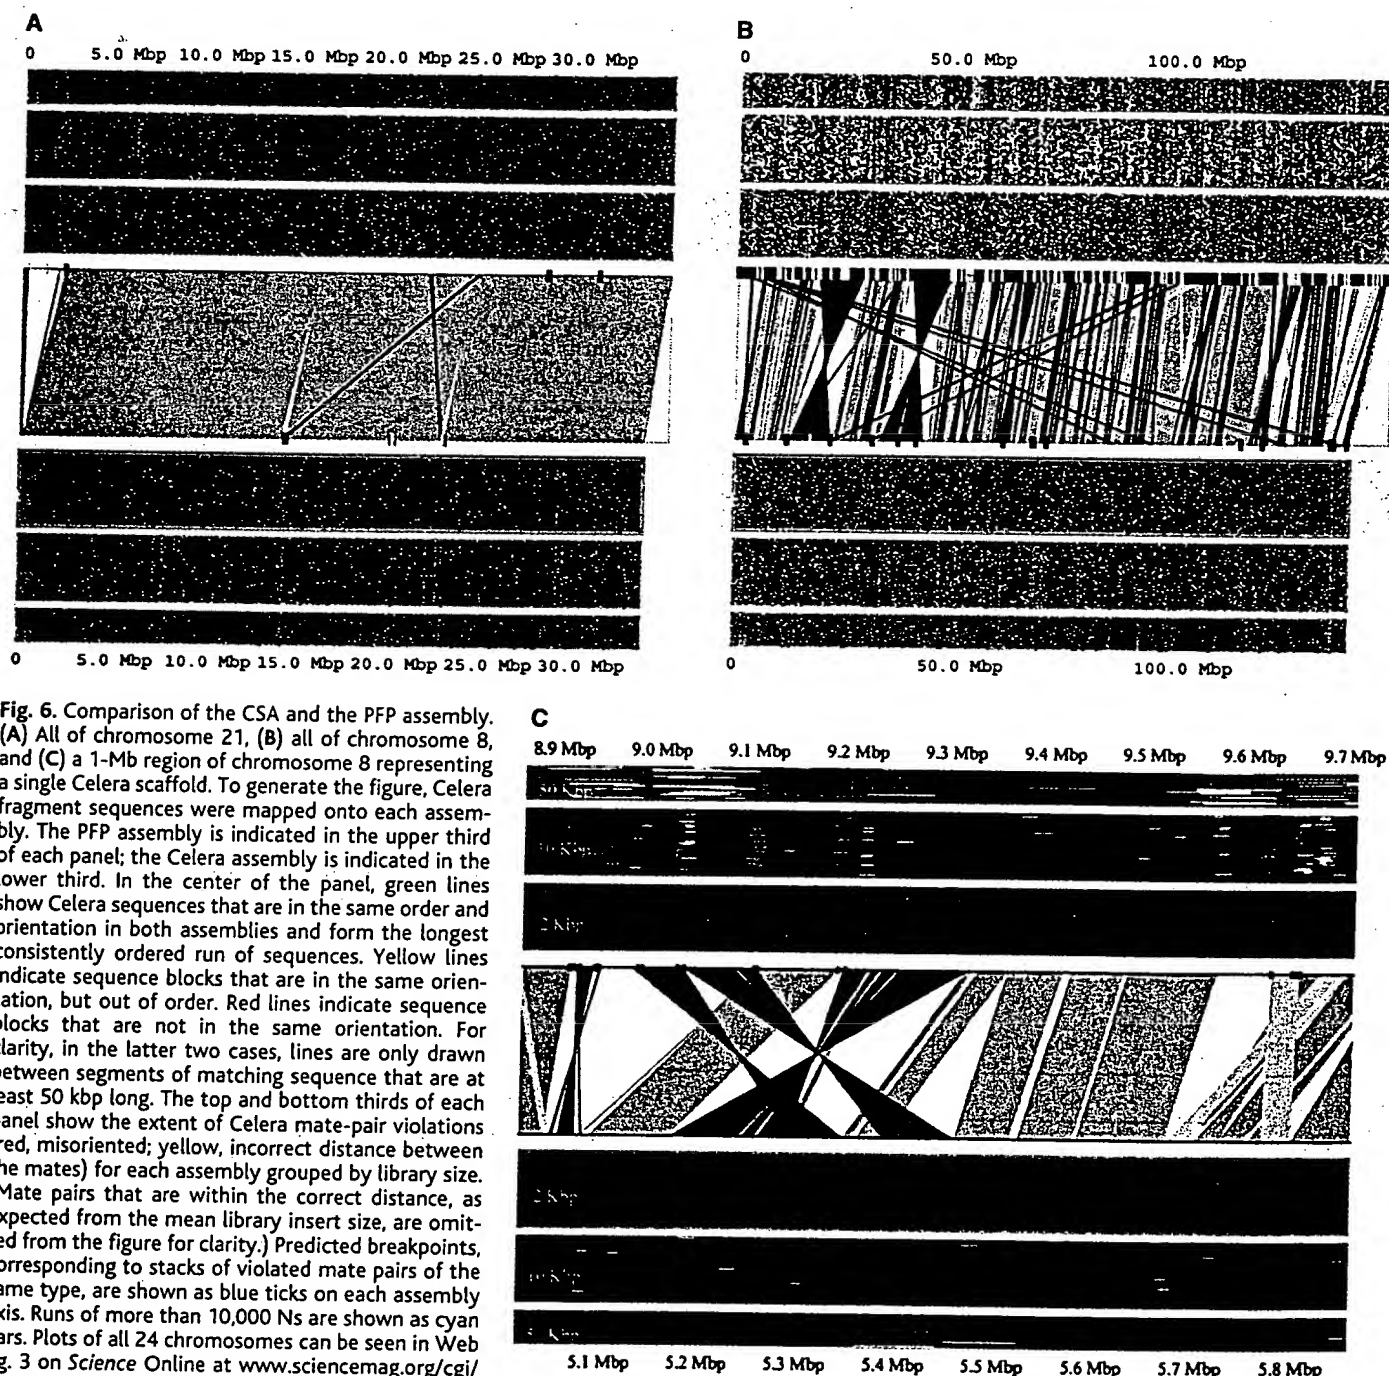 A
0 5.0 Mbp 10.0 Mbp 15.0 Mbp 20.0 Mbp 25.0 Mbp 30.0 Mbp
0 5.0 Mbp 10.0 Mbp 15.0 Mbp 20.0 Mbp 25.0 Mbp 30.0 Mbp
B
0 50.0 Mbp 100.0 Mbp
0 50.0 Mbp 100.0 Mbp
Fig. 6. Comparison of the CSA and the PFP assembly.
(A) All of chromosome 21, (B) all of chromosome 8,
and (C) a 1-Mb region of chromosome 8 representing
a single Celera scaffold. To generate the figure, Celera
fragment sequences were mapped onto each assem-
bly. The PFP assembly is indicated in the upper third
of each panel; the Celera assembly is indicated in the
lower third. In the center of the panel, green lines
show Celera sequences that are in the same order and
orientation in both assemblies and form the longest
consistently ordered run of sequences. Yellow lines
indicate sequence blocks that are in the same orien-
tation, but out of order. Red lines indicate sequence
blocks that are not in the same orientation. For
clarity, in the latter two cases, lines are only drawn
between segments of matching sequence that are at
east 50 kbp long. The top and bottom thirds of each
panel show the extent of Celera mate-pair violations
red, misoriented; yellow, incorrect distance between
he mates) for each assembly grouped by library size.
Mate pairs that are within the correct distance, as
xpected from the mean library insert size, are omit-
ed from the figure for clarity.) Predicted breakpoints,
orresponding to stacks of violated mate pairs of the
ame type, are shown as blue ticks on each assembly
xis. Runs of more than 10,000 Ns are shown as cyan
ars. Plots of all 24 chromosomes can be seen in Web
g. 3 on Science Online at www.sciencemag.org/cgi/
C
8.9 Mbp 9.0 Mbp 9.1 Mbp 9.2 Mbp 9.3 Mbp 9.4 Mbp 9.5 Mbp 9.6 Mbp 9.7 Mbp
50 Kbp
10 Kbp
2 Kbp
2 Kbp
10 Kbp
Kbp
5.1 Mbp 5.2 Mbp 5.3 Mbp 5.4 Mbp 5.5 Mbp 5.6 Mbp 5.7 Mbp 5.8 Mbp